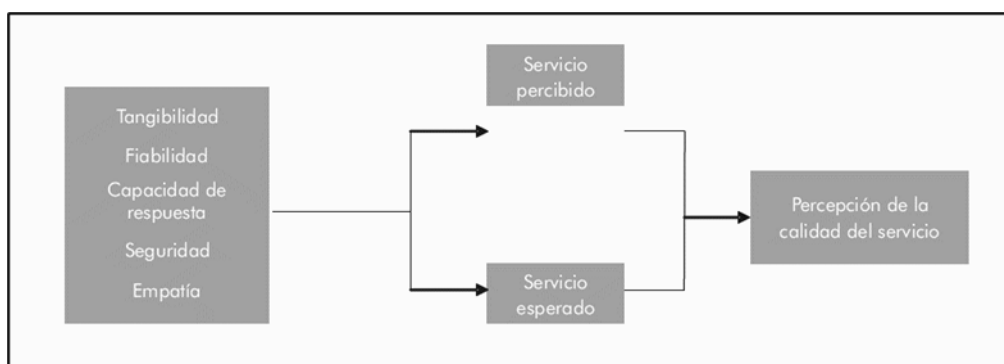 Tangibilidad
Fiabilidad
Capacidad de
respuesta
Seguridad
Empatía
Servicio
percibido
Servicio
esperado
Percepción de la
calidad del servicio